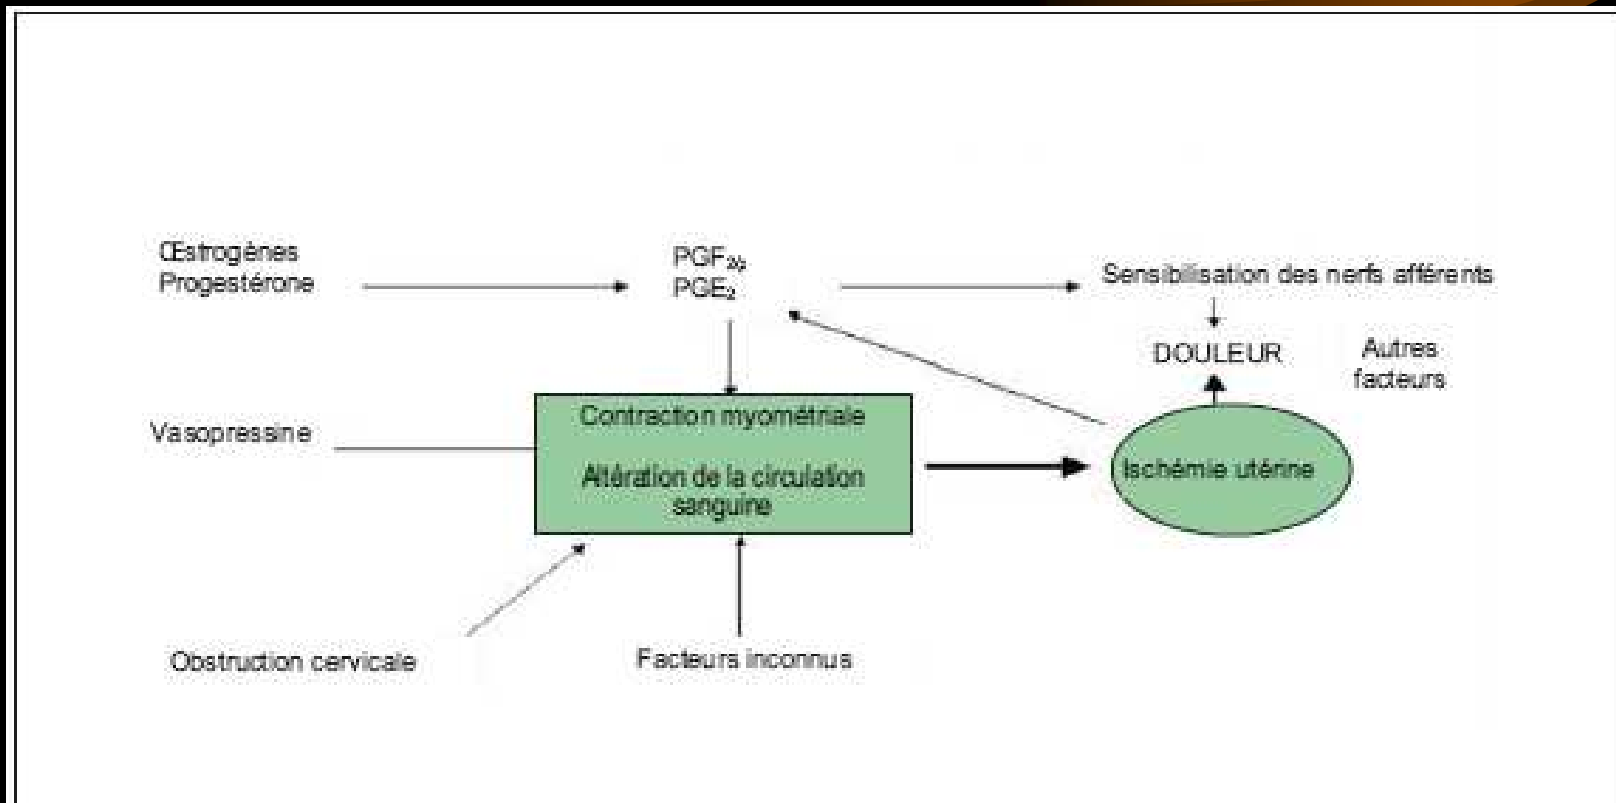 Œstrogènes
Progestérone
PGF₂α
PGE₂
Sensibilisation des nerfs afférents
DOULEUR
Autres
facteurs
Vasopressine
Contraction myométriale
Altération de la circulation
sanguine
Ischémie utérine
Obstruction cervicale
Facteurs inconnus